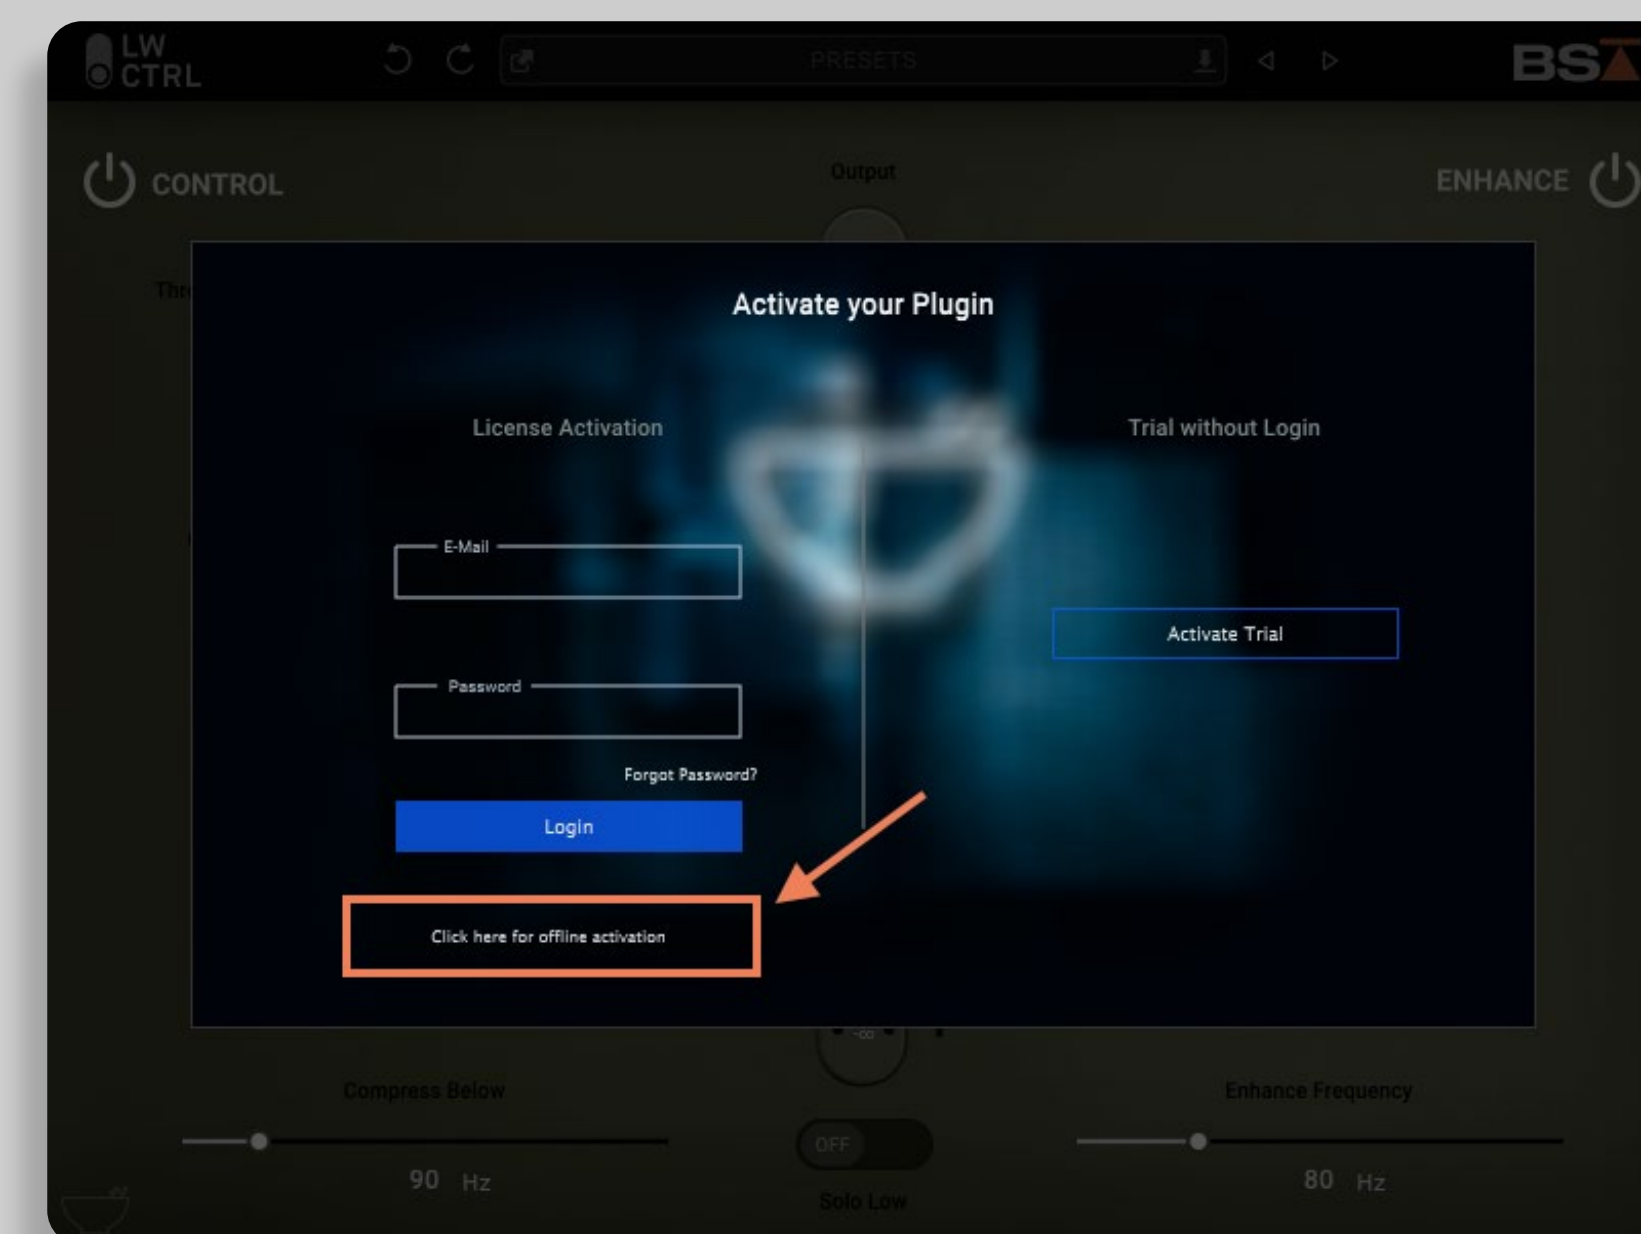 LW
CTRL
PRESETS
BSA
CONTROL
Output
ENHANCE
Activate your Plugin
License Activation
Trial without Login
E-Mail
Activate Trial
Password
Forgot Password?
Login
Click here for offline activation
-∞
Compress Below
Enhance Frequency
OFF
90 Hz
80 Hz
Solo Low